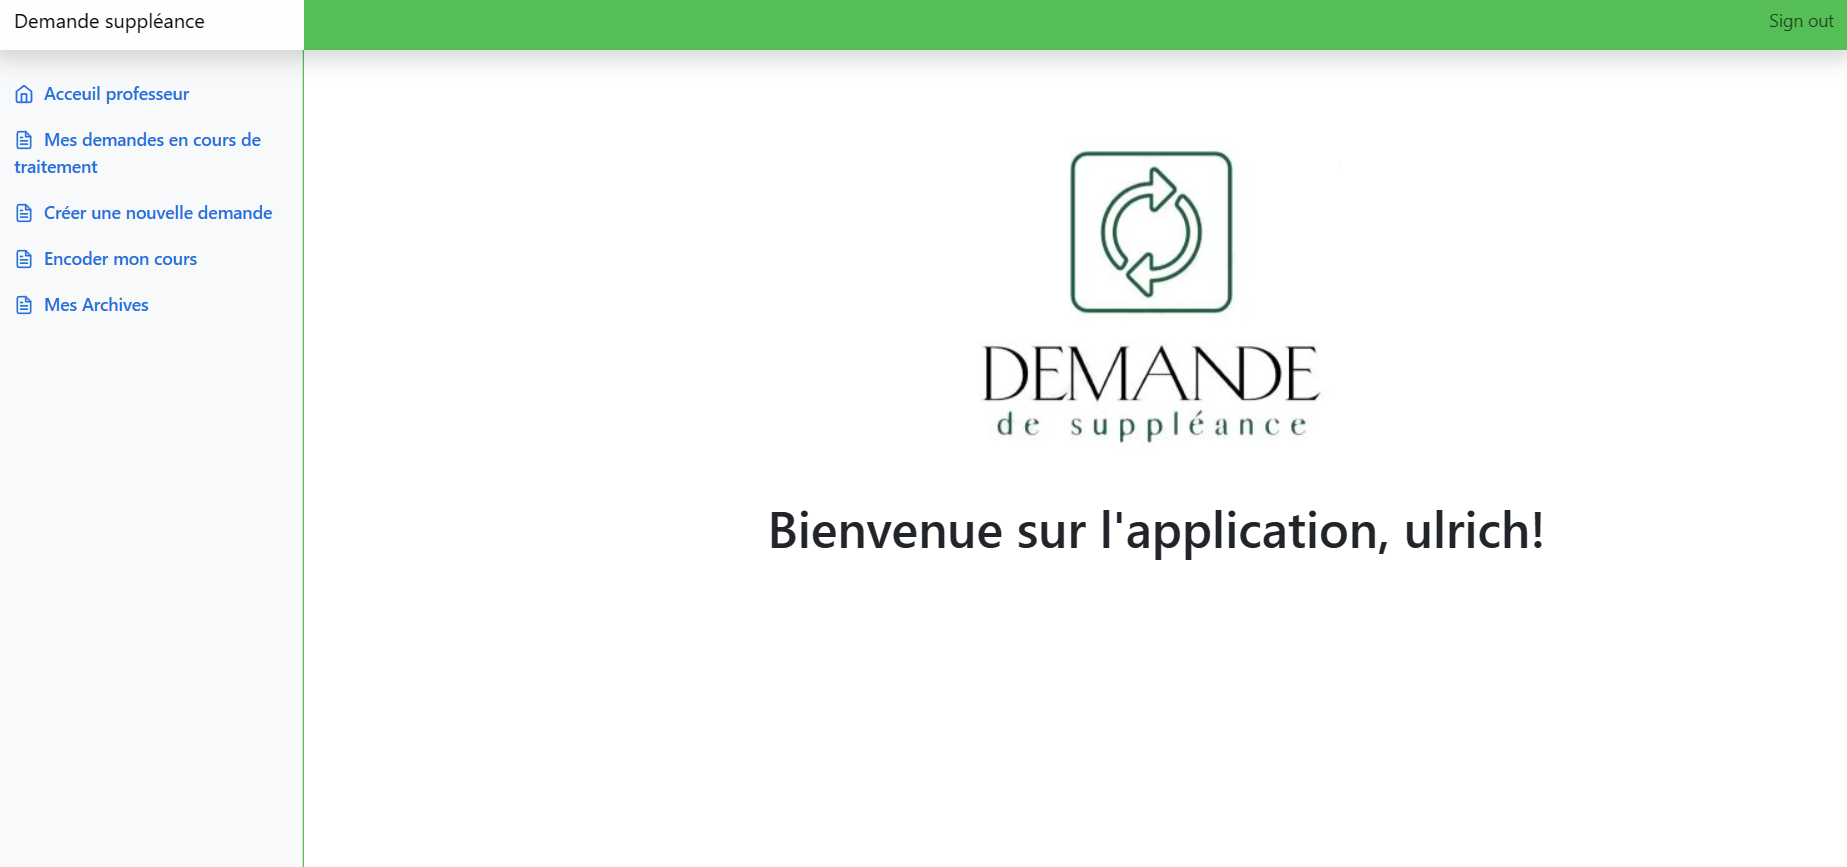 Demande suppléance
Sign out
Acceuil professeur
Mes demandes en cours de
traitement
Créer une nouvelle demande
Encoder mon cours
Mes Archives
DEMANDE
de suppléance
Bienvenue sur l'application, ulrich!